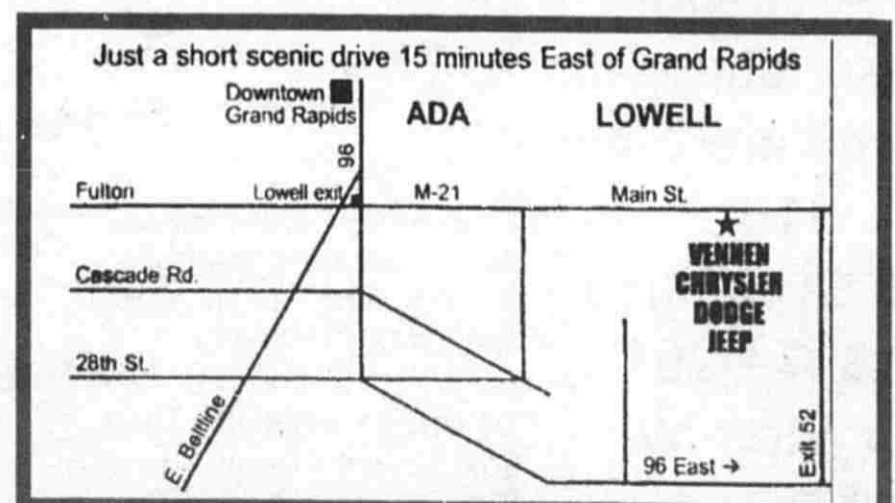 Just a short scenic drive 15 minutes East of Grand Rapids
Downtown
Grand Rapids
ADA
LOWELL
96
Fulton
Lowell exit
M-21
Main St.
VENNEN
CHRYSLER
DODGE
JEEP
Cascade Rd.
28th St.
E. Beltline
96 East →
Exit 52